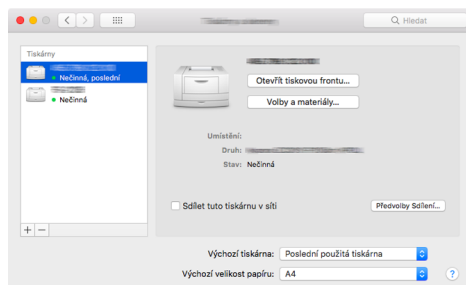 Hledat
Tiskárny
Nečinná, poslední
Nečinná
Otevřít tiskovou frontu...
Volby a materiály...
Umístění:
Druh:
Stav: Nečinná
Sdílet tuto tiskárnu v síti
Předvolby Sdílení...
+ −
Výchozí tiskárna: Poslední použitá tiskárna
Výchozí velikost papíru: A4
?